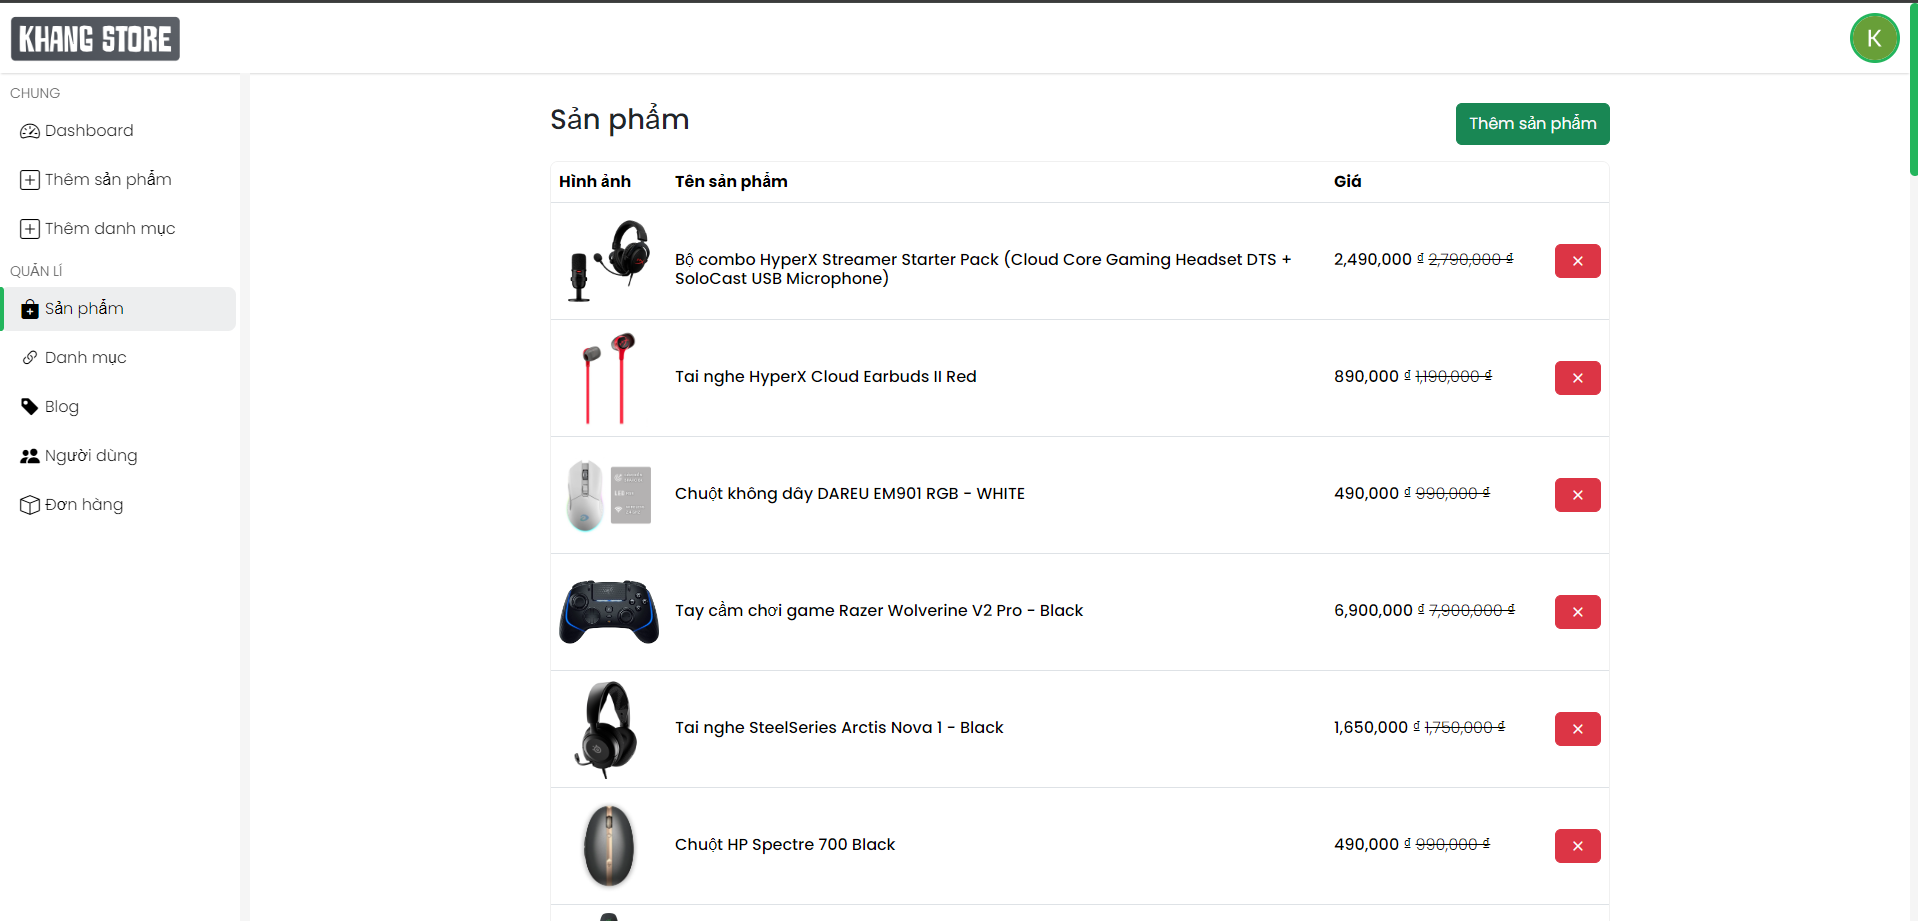 KHANG STORE
K
CHUNG
Dashboard
Thêm sản phẩm
Thêm danh mục
QUẢN LÍ
Sản phẩm
Danh mục
Blog
Người dùng
Đơn hàng
Sản phẩm
Thêm sản phẩm
Hình ảnh Tên sản phẩm Giá
Bộ combo HyperX Streamer Starter Pack (Cloud Core Gaming Headset DTS +
SoloCast USB Microphone)
2,490,000 ₫ 2,790,000 ₫
Tai nghe HyperX Cloud Earbuds II Red 890,000 ₫ 1,190,000 ₫
Chuột không dây DAREU EM901 RGB - WHITE 490,000 ₫ 990,000 ₫
Tay cầm chơi game Razer Wolverine V2 Pro - Black 6,900,000 ₫ 7,900,000 ₫
Tai nghe SteelSeries Arctis Nova 1 - Black 1,650,000 ₫ 1,750,000 ₫
Chuột HP Spectre 700 Black 490,000 ₫ 990,000 ₫